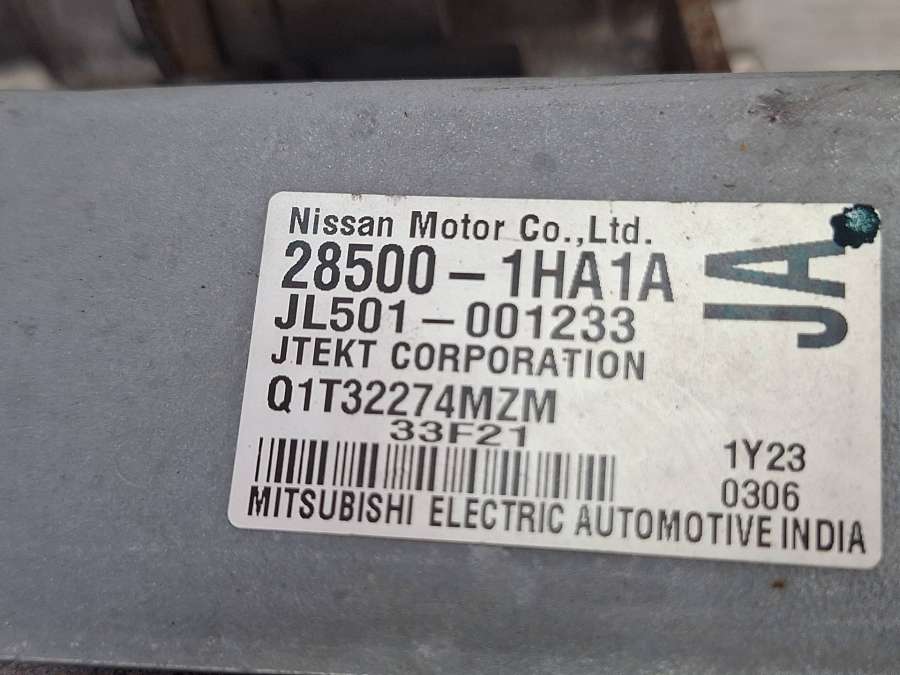 Nissan Motor Co.,Ltd.
28500-1HA1A
JA
JL501-001233
JTEKT CORPORATION
Q1T32274MZM
33F21
1Y23
0306
MITSUBISHI ELECTRIC AUTOMOTIVE INDIA